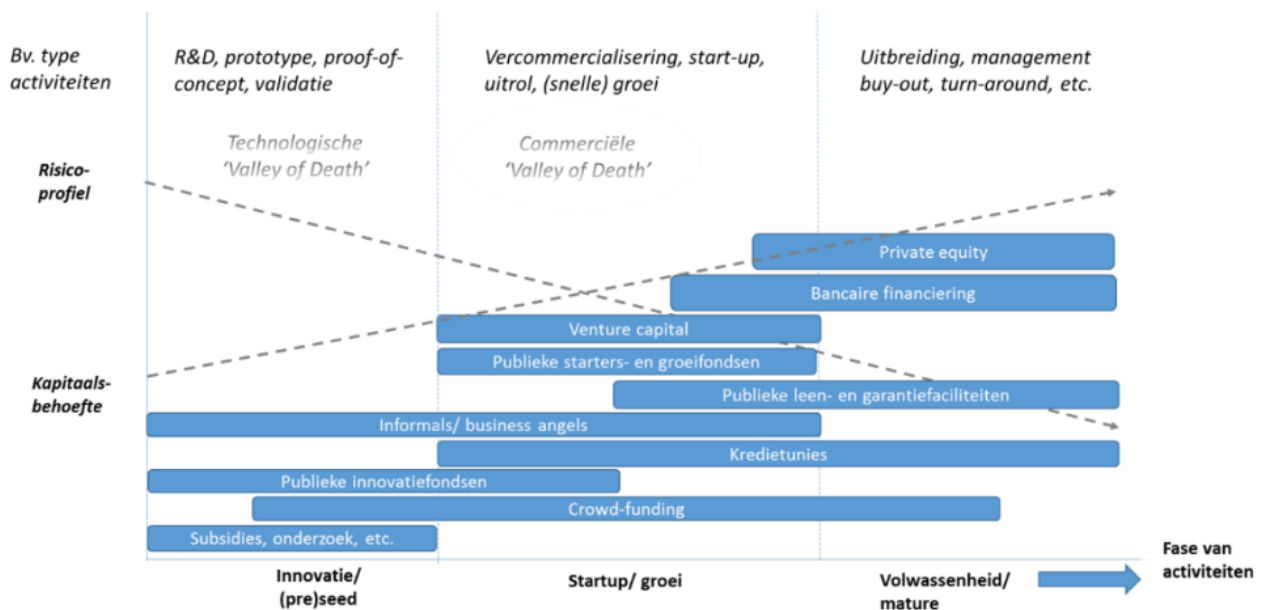 Bv. type
activiteiten
R&D, prototype, proof-of-
concept, validatie
Vercommercialisering, start-up,
uitrol, (snelle) groei
Uitbreiding, management
buy-out, turn-around, etc.
Technologische
'Valley of Death'
Commerciële
'Valley of Death'
Risico-
profiel
Private equity
Bancaire financiering
Venture capital
Publieke starters- en groeifondsen
Kapitaals-
behoefte
Publieke leen- en garantiefaciliteiten
Informals/ business angels
Kredietunies
Publieke innovatiefondsen
Crowd-funding
Subsidies, onderzoek, etc.
Innovatie/
(pre)seed
Startup/ groei
Volwassenheid/
mature
Fase van
activiteiten